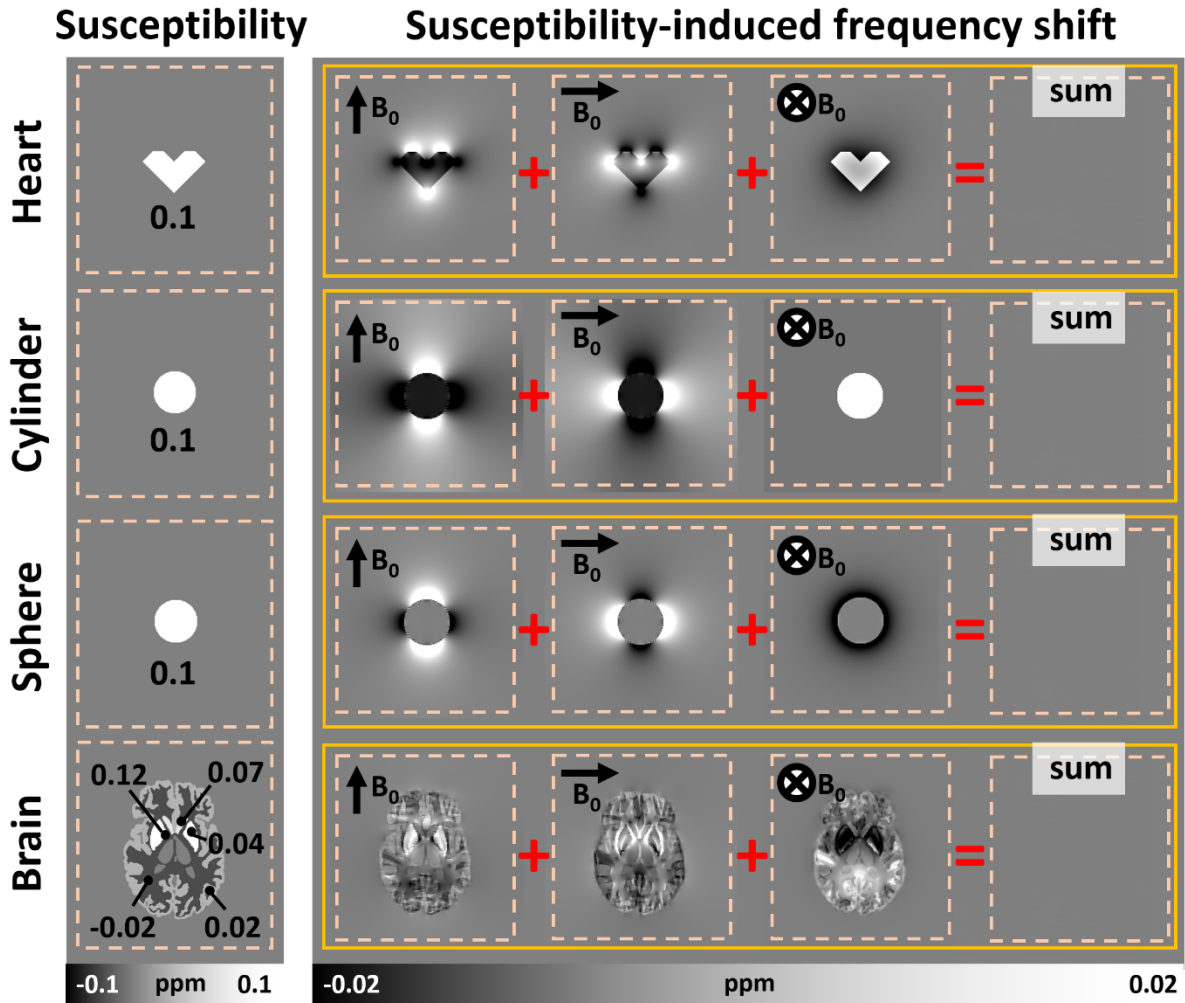 Susceptibility
Susceptibility-induced frequency shift
Heart
0.1
B0
+
B0
+
B0
=
sum
Cylinder
0.1
B0
+
B0
+
B0
=
sum
Sphere
0.1
B0
+
B0
+
B0
=
sum
Brain
0.12
0.07
0.04
-0.02
0.02
B0
+
B0
+
B0
=
sum
-0.1 ppm 0.1
-0.02 ppm 0.02